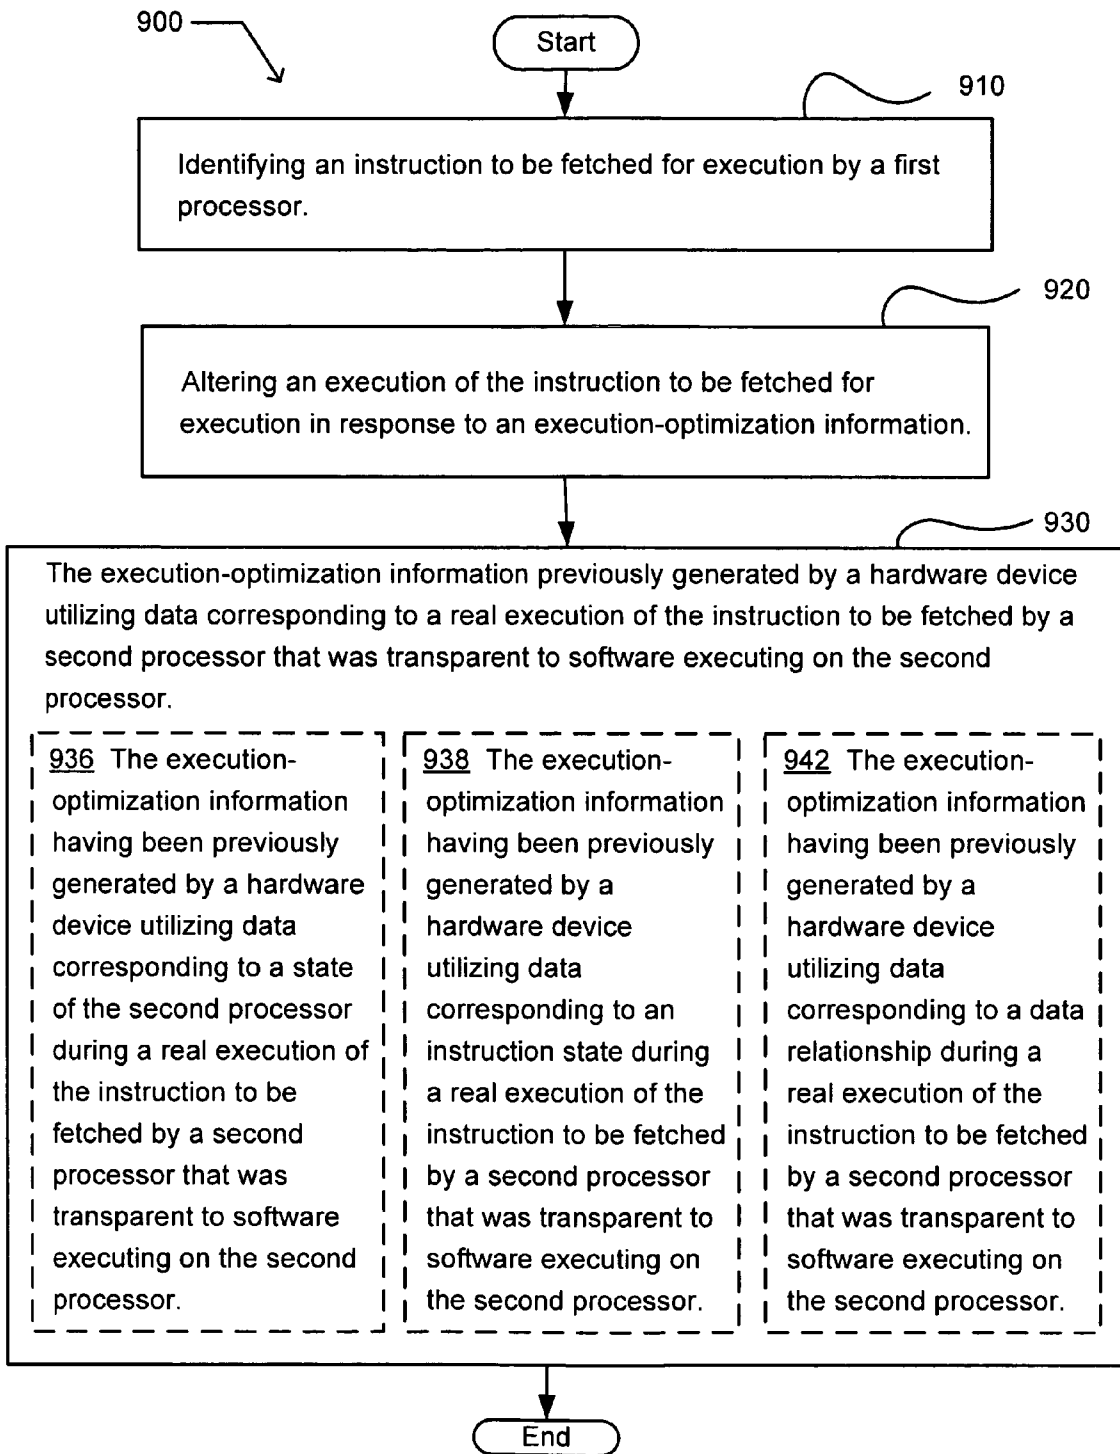 900
Start
910
Identifying an instruction to be fetched for execution by a first
processor.
920
Altering an execution of the instruction to be fetched for
execution in response to an execution-optimization information.
930
The execution-optimization information previously generated by a hardware device
utilizing data corresponding to a real execution of the instruction to be fetched by a
second processor that was transparent to software executing on the second
processor.
936 The execution-
optimization information
having been previously
generated by a hardware
device utilizing data
corresponding to a state
of the second processor
during a real execution of
the instruction to be
fetched by a second
processor that was
transparent to software
executing on the second
processor.
938 The execution-
optimization information
having been previously
generated by a
hardware device
utilizing data
corresponding to an
instruction state during
a real execution of the
instruction to be fetched
by a second processor
that was transparent to
software executing on
the second processor.
942 The execution-
optimization information
having been previously
generated by a
hardware device
utilizing data
corresponding to a data
relationship during a
real execution of the
instruction to be fetched
by a second processor
that was transparent to
software executing on
the second processor.
End